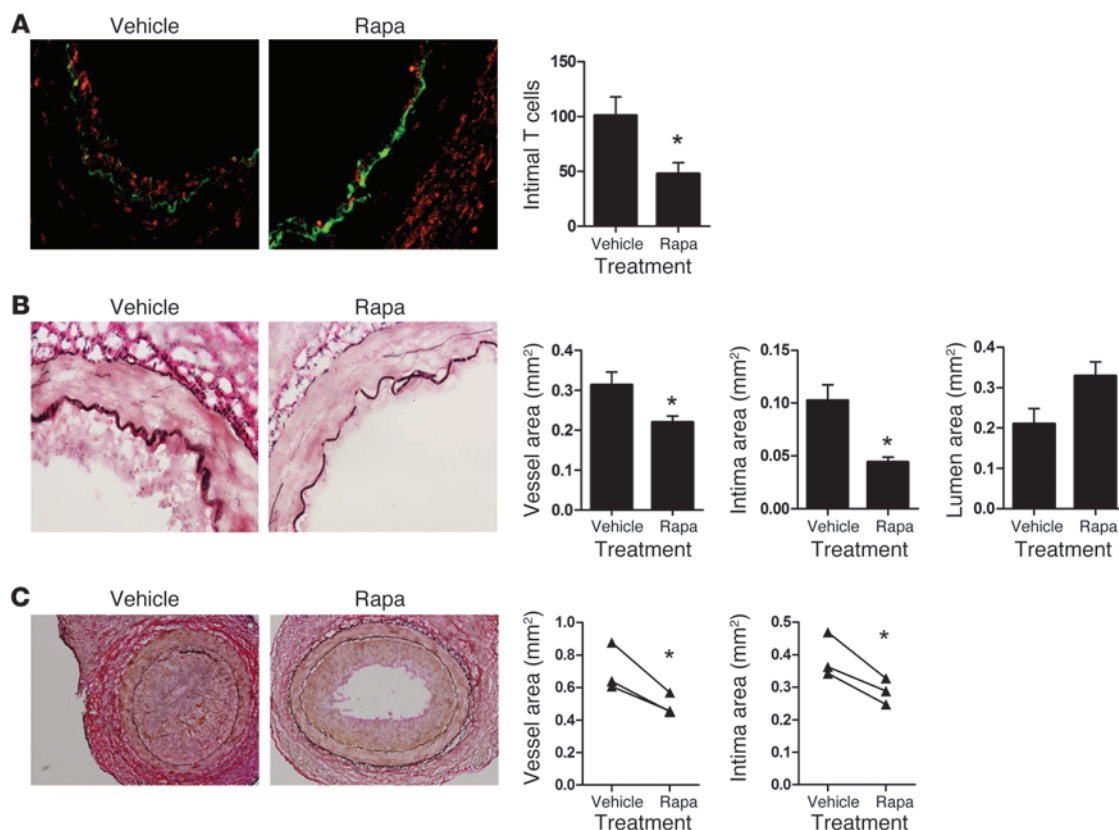 A
Vehicle
Rapa
Intimal T cells
150
100
50
0
*
Vehicle
Rapa
Treatment
B
Vehicle
Rapa
Vessel area (mm²)
0.4
0.3
0.2
0.1
0.0
*
Vehicle
Rapa
Treatment
Intima area (mm²)
0.15
0.10
0.05
0.00
*
Vehicle
Rapa
Treatment
Lumen area (mm²)
0.4
0.3
0.2
0.1
0.0
Vehicle
Rapa
Treatment
C
Vehicle
Rapa
Vessel area (mm²)
1.0
0.8
0.6
0.4
0.2
0.0
*
Vehicle
Rapa
Treatment
Intima area (mm²)
0.5
0.4
0.3
0.2
0.1
0.0
*
Vehicle
Rapa
Treatment